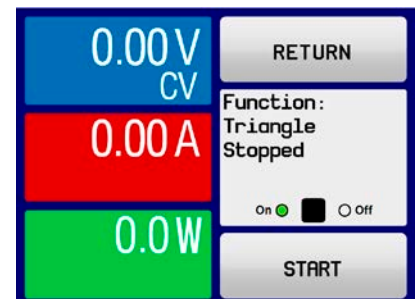 0.00 V
CV
RETURN
0.00 A
Function:
Triangle
Stopped
On
Off
0.0 W
START